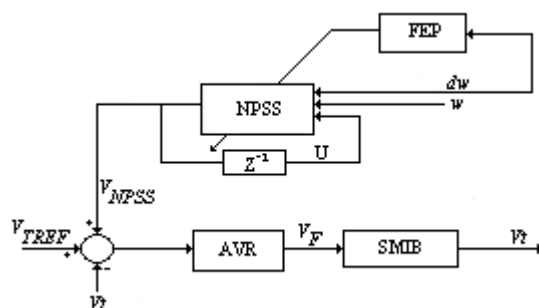 FEP
dw
w
NPSS
Z⁻¹
U
V_NPSS
V_TREF
+
+
-
AVR
V_F
SMIB
Vt
Vt